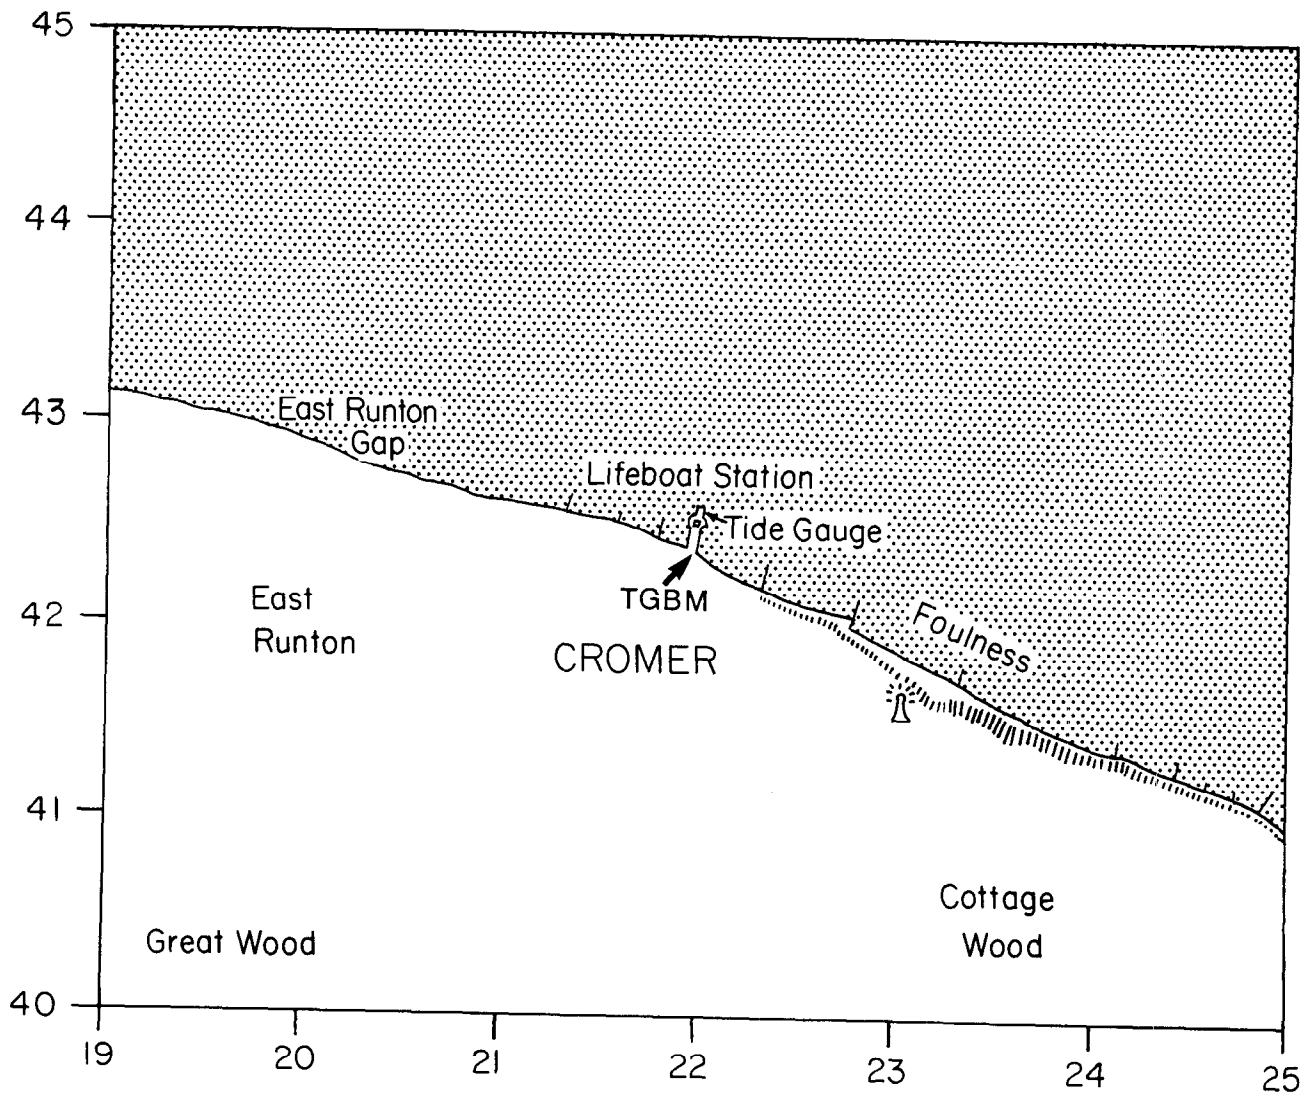 45
44
43
42
41
40
East Runton
Gap
Lifeboat Station
Tide Gauge
TGBM
East
Runton
CROMER
Foulness
Cottage
Wood
Great Wood
19
20
21
22
23
24
25